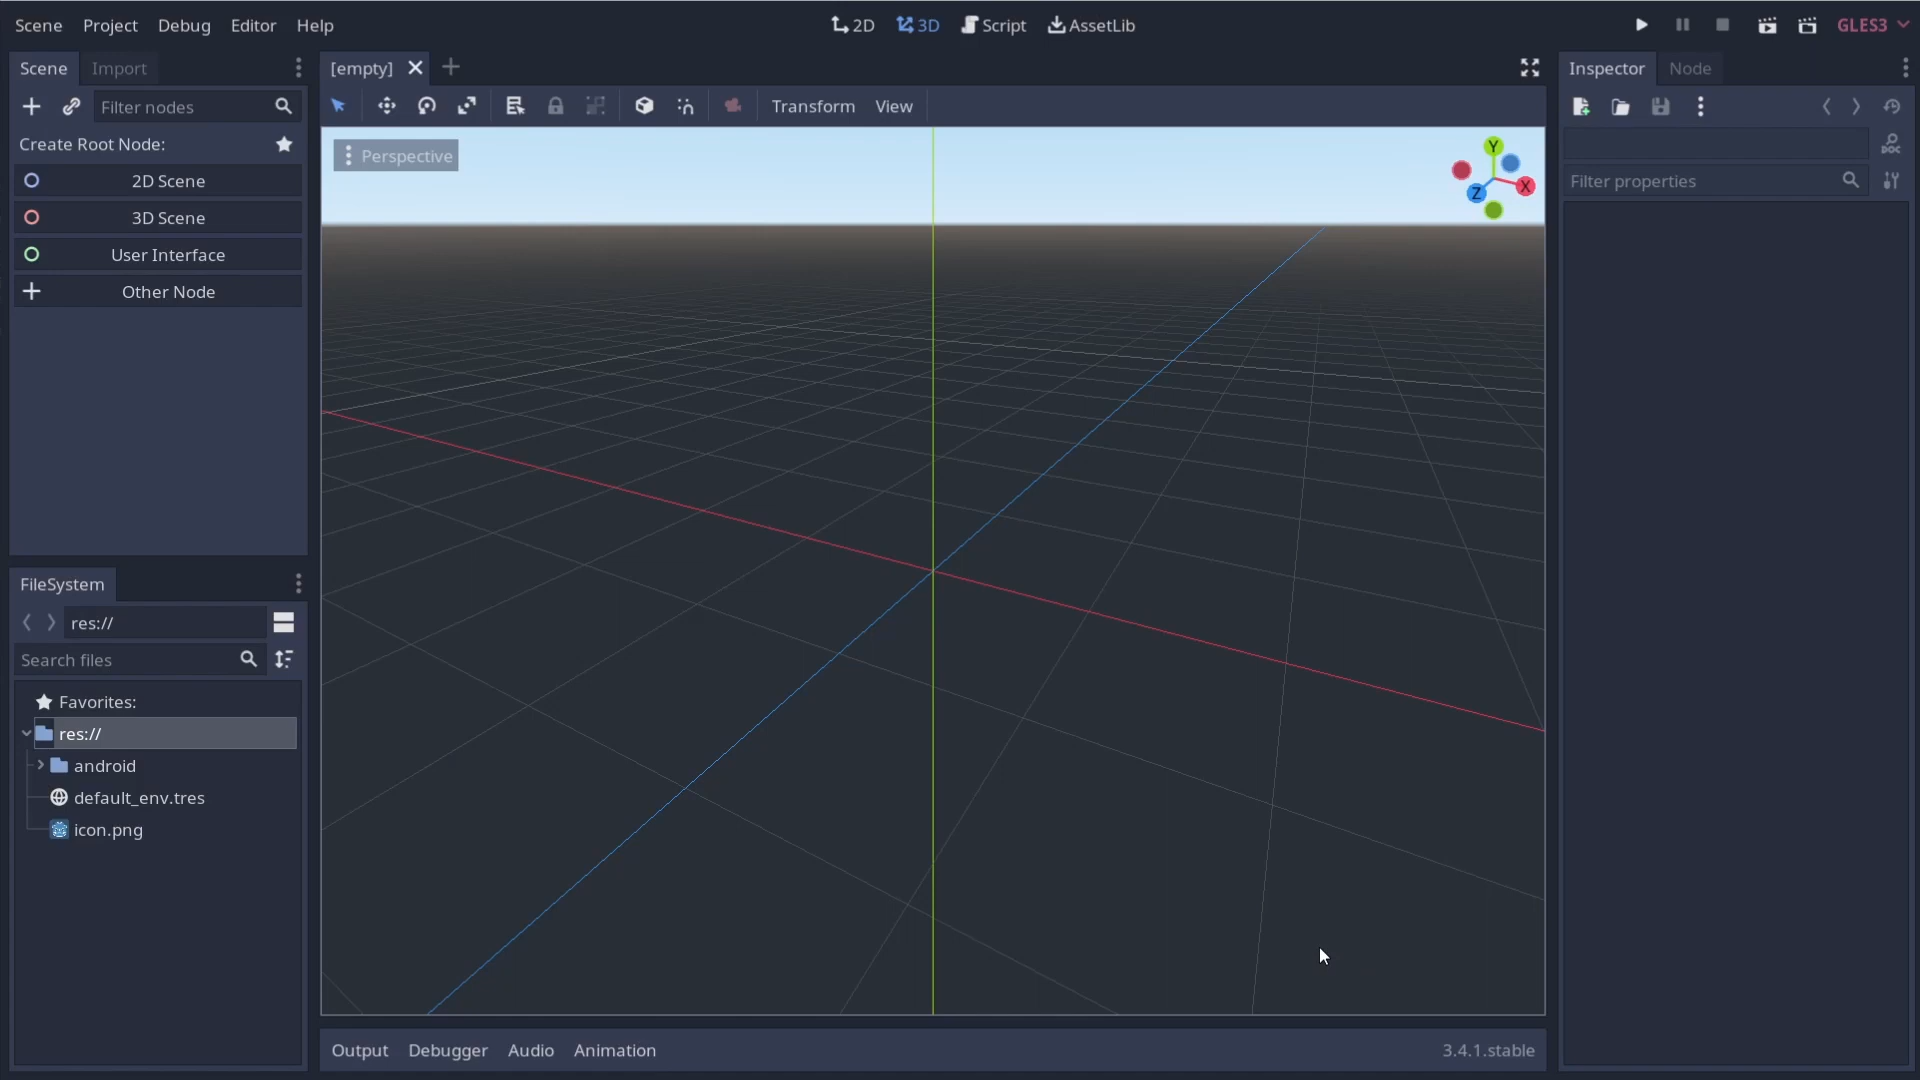 Scene Project Debug Editor Help
2D 3D Script AssetLib
GLES3
Scene Import
Filter nodes
Create Root Node:
2D Scene
3D Scene
User Interface
Other Node
FileSystem
res://
Search files
Favorites:
res://
android
default_env.tres
icon.png
[empty]
Transform View
Perspective
Y
X
Z
Output Debugger Audio Animation
3.4.1.stable
Inspector Node
DOC
Filter properties